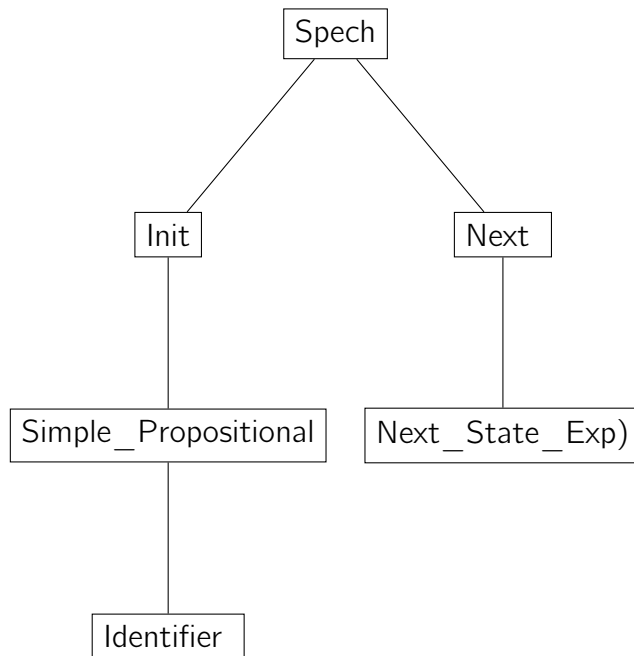 Spech
Init
Next
Simple_Propositional
Next_State_Exp)
Identifier